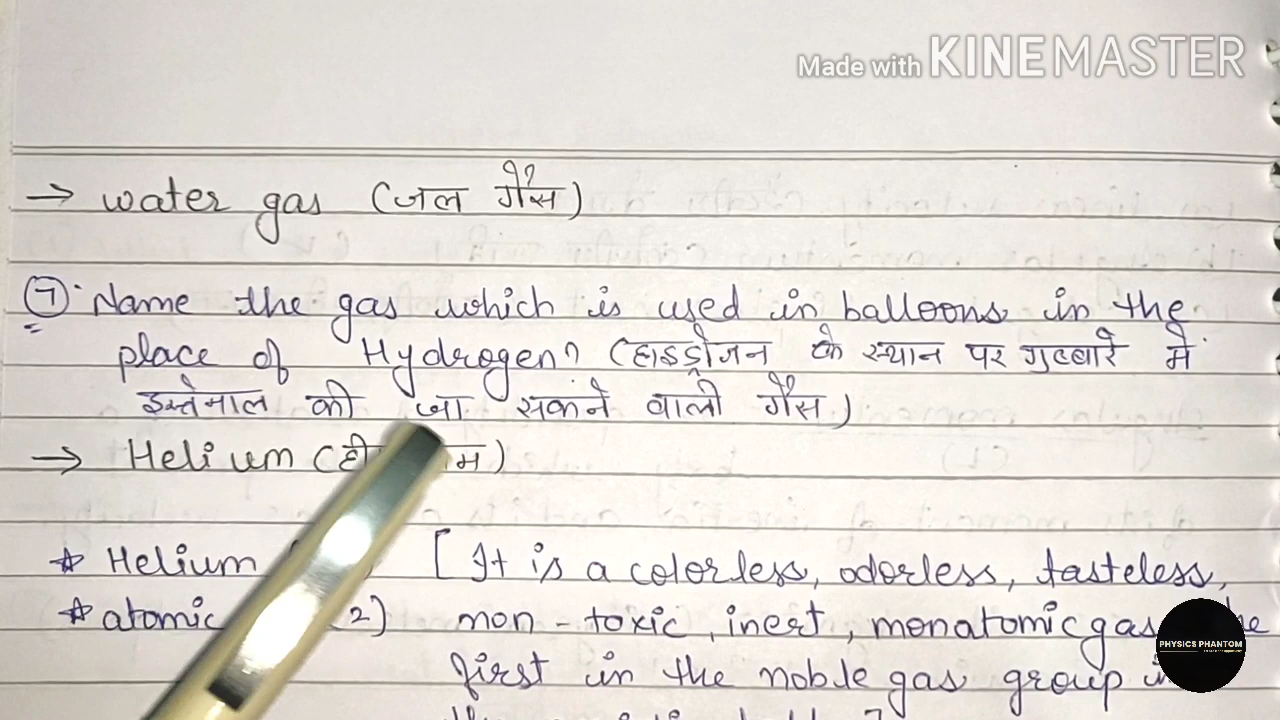 Made with KINEMASTER
→ water gas (जल गैस)
⑦. Name the gas which is used in balloons in the
place of Hydrogen? (हाइड्रोजन के स्थान पर गुब्बारे में
इस्तेमाल की जा सकने वाली गैस)
→ Helium (
* Helium [It is a colorless, odorless, tasteless,
* atomic (2) non-toxic, inert, monatomic gas,
PHYSICS PHANTOM
first in the noble gas group